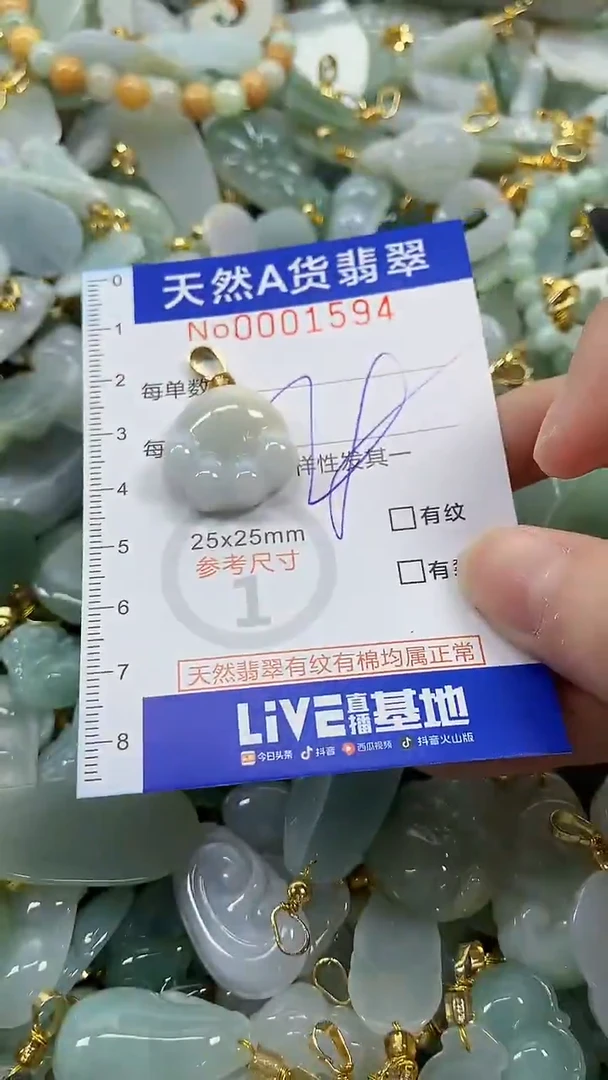 天然A货翡翠
No0001594
0
1
2
3
4
5
6
7
8
每单数
每
样性发其一
25x25mm
参考尺寸
1
有纹
有
天然翡翠有纹有棉均属正常
LiVE直播基地
今日头条 抖音 西瓜视频 抖音火山版